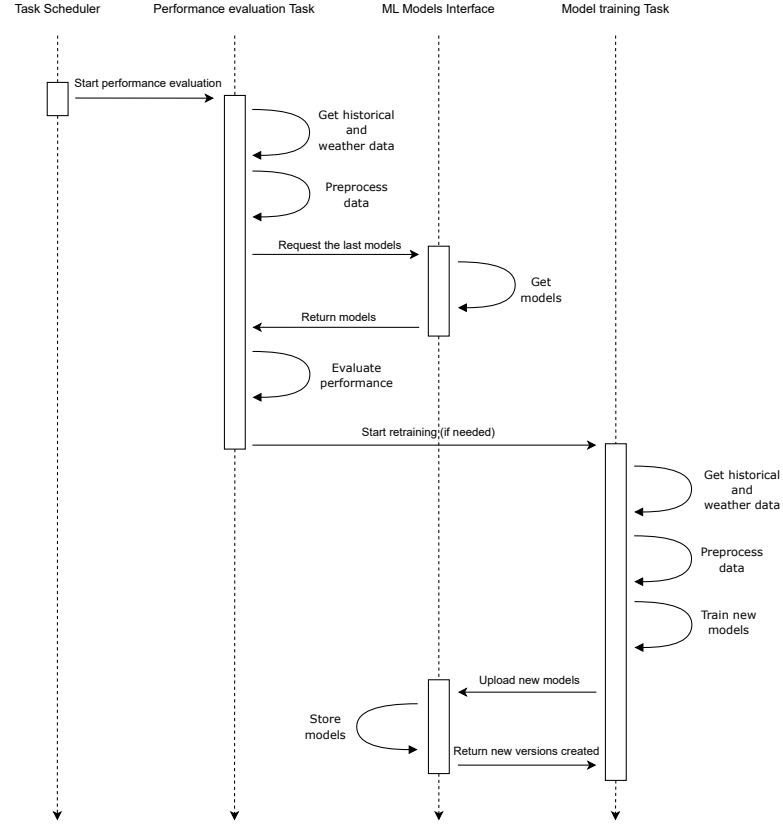 Task Scheduler
Performance evaluation Task
ML Models Interface
Model training Task
Start performance evaluation
Get historical
and
weather data
Preprocess
data
Request the last models
Get
models
Return models
Evaluate
performance
Start retraining (if needed)
Get historical
and
weather data
Preprocess
data
Train new
models
Upload new models
Store
models
Return new versions created